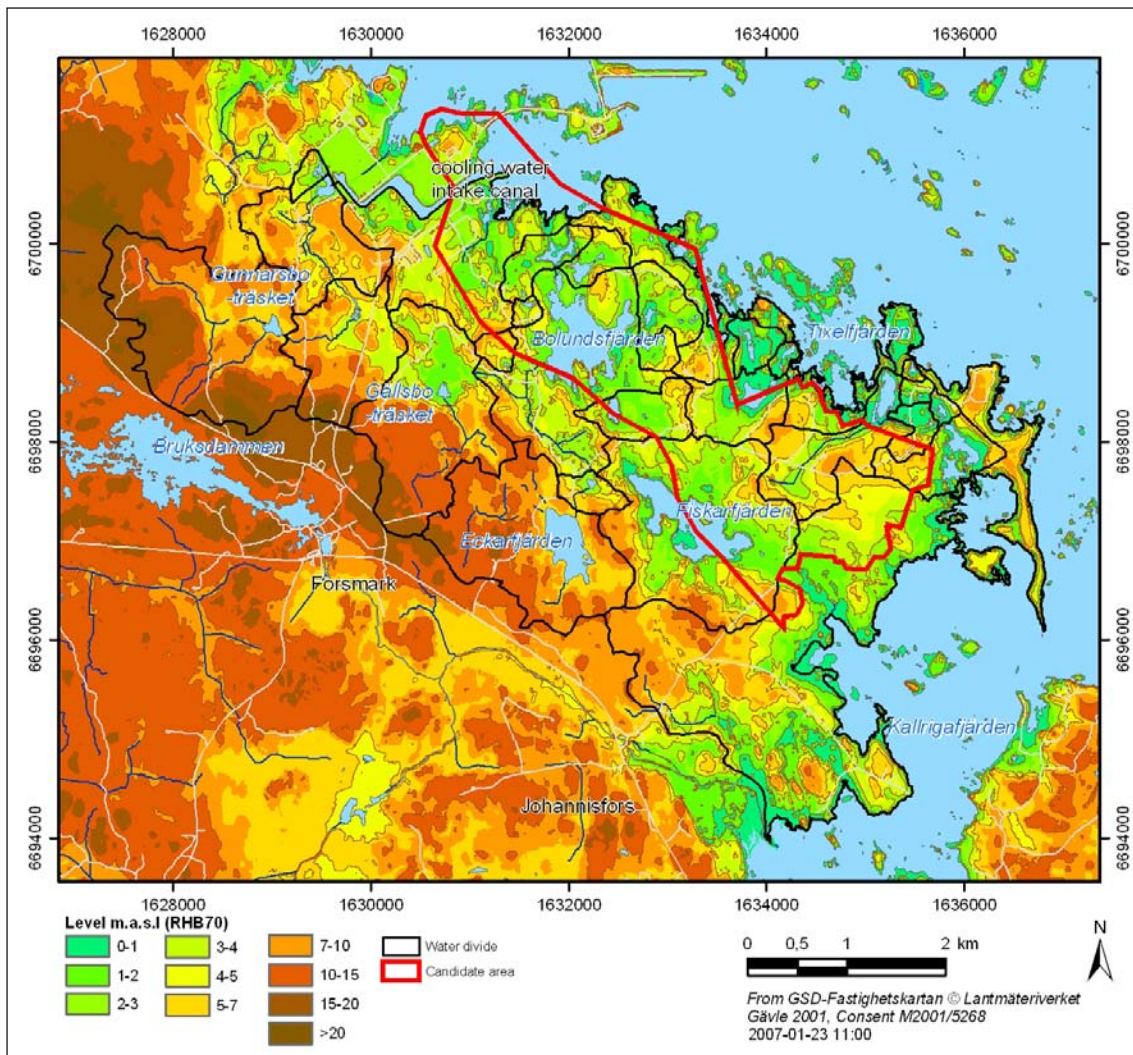 1628000 1630000 1632000 1634000 1636000
cooling water
intake canal
6700000 6700000
Gunnarsbo
-träsket
Bolundsfjärden
Tixelfjärden
Gällsbo
-träsket
6698000 6698000
Bruksdammen
Fiskarfjärden
Eckarfjärden
Forsmark
6696000 6696000
Kallrigafjärden
Johannisfors
6694000 6694000
1628000 1630000 1632000 1634000 1636000
Level m.a.s.l (RHB70)
0-1 3-4 7-10 Water divide
1-2 4-5 10-15 Candidate area
2-3 5-7 15-20
>20
0 0,5 1 2 km
N
From GSD-Fastighetskartan © Lantmäteriverket
Gävle 2001, Consent M2001/5268
2007-01-23 11:00